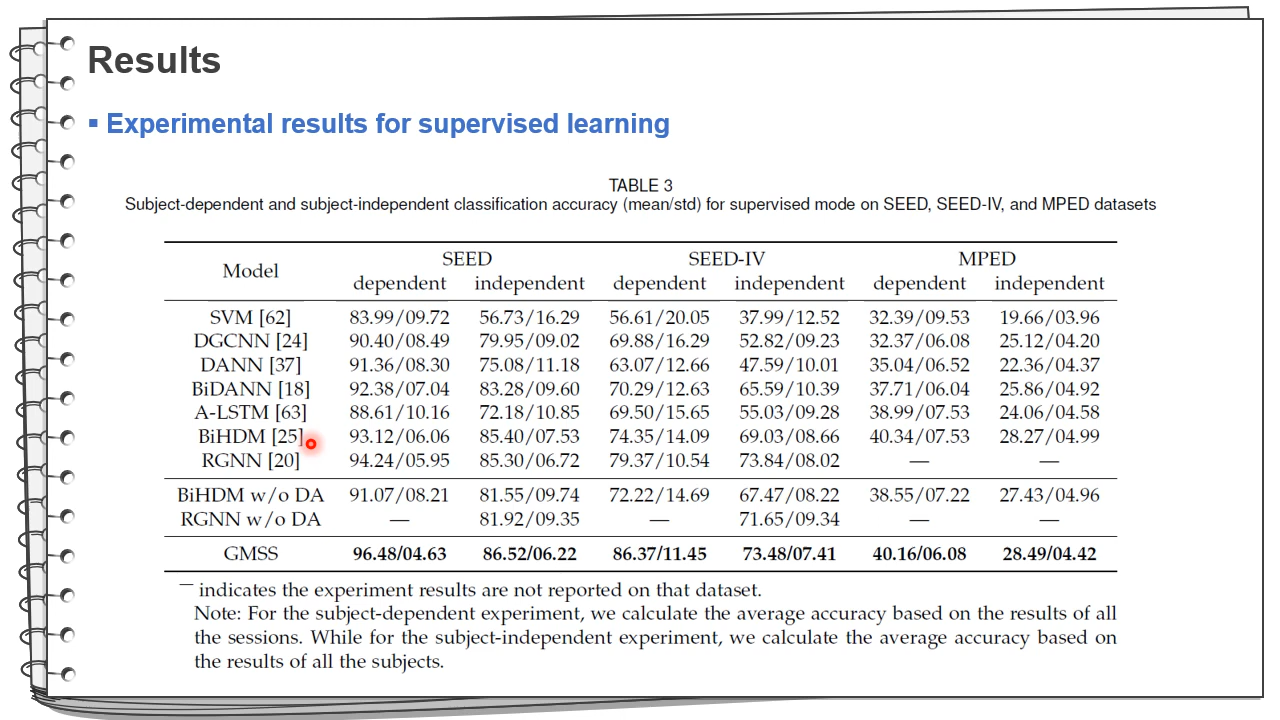 Results
▪ Experimental results for supervised learning
TABLE 3
Subject-dependent and subject-independent classification accuracy (mean/std) for supervised mode on SEED, SEED-IV, and MPED datasets
Model SEED SEED-IV MPED
dependent independent dependent independent dependent independent
SVM [62] 83.99/09.72 56.73/16.29 56.61/20.05 37.99/12.52 32.39/09.53 19.66/03.96
DGCNN [24] 90.40/08.49 79.95/09.02 69.88/16.29 52.82/09.23 32.37/06.08 25.12/04.20
DANN [37] 91.36/08.30 75.08/11.18 63.07/12.66 47.59/10.01 35.04/06.52 22.36/04.37
BiDANN [18] 92.38/07.04 83.28/09.60 70.29/12.63 65.59/10.39 37.71/06.04 25.86/04.92
A-LSTM [63] 88.61/10.16 72.18/10.85 69.50/15.65 55.03/09.28 38.99/07.53 24.06/04.58
BiHDM [25] 93.12/06.06 85.40/07.53 74.35/14.09 69.03/08.66 40.34/07.53 28.27/04.99
RGNN [20] 94.24/05.95 85.30/06.72 79.37/10.54 73.84/08.02 — —
BiHDM w/o DA 91.07/08.21 81.55/09.74 72.22/14.69 67.47/08.22 38.55/07.22 27.43/04.96
RGNN w/o DA — 81.92/09.35 — 71.65/09.34 — —
GMSS 96.48/04.63 86.52/06.22 86.37/11.45 73.48/07.41 40.16/06.08 28.49/04.42
— indicates the experiment results are not reported on that dataset.
Note: For the subject-dependent experiment, we calculate the average accuracy based on the results of all
the sessions. While for the subject-independent experiment, we calculate the average accuracy based on
the results of all the subjects.